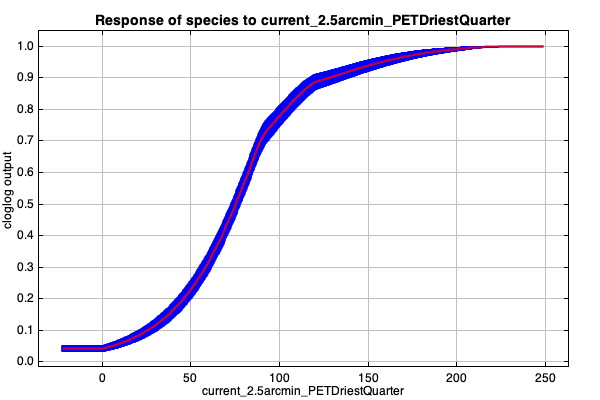 Response of species to current_2.5arcmin_PETDriestQuarter
1.0
0.9
0.8
0.7
0.6
0.5
0.4
0.3
0.2
0.1
0.0
cloglog output
0 50 100 150 200 250
current_2.5arcmin_PETDriestQuarter